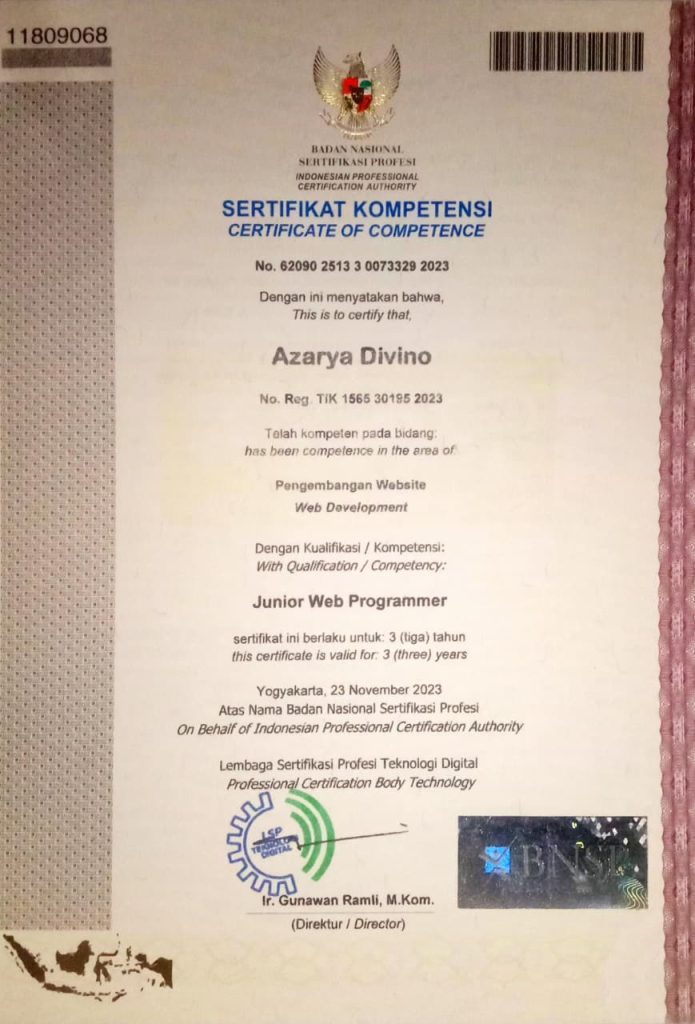 11809068
BADAN NASIONAL
SERTIFIKASI PROFESI
INDONESIAN PROFESSIONAL
CERTIFICATION AUTHORITY
SERTIFIKAT KOMPETENSI
CERTIFICATE OF COMPETENCE
No. 62090 2513 3 0073329 2023
Dengan ini menyatakan bahwa,
This is to certify that,
Azarya Divino
No. Reg. TIK 1565 30195 2023
Telah kompeten pada bidang:
has been competence in the area of:
Pengembangan Website
Web Development
Dengan Kualifikasi / Kompetensi:
With Qualification / Competency:
Junior Web Programmer
sertifikat ini berlaku untuk: 3 (tiga) tahun
this certificate is valid for: 3 (three) years
Yogyakarta, 23 November 2023
Atas Nama Badan Nasional Sertifikasi Profesi
On Behalf of Indonesian Professional Certification Authority
Lembaga Sertifikasi Profesi Teknologi Digital
Professional Certification Body Technology
LSP
TEKNOLOGI
DIGITAL
BNSP
Ir. Gunawan Ramli, M.Kom.
(Direktur / Director)